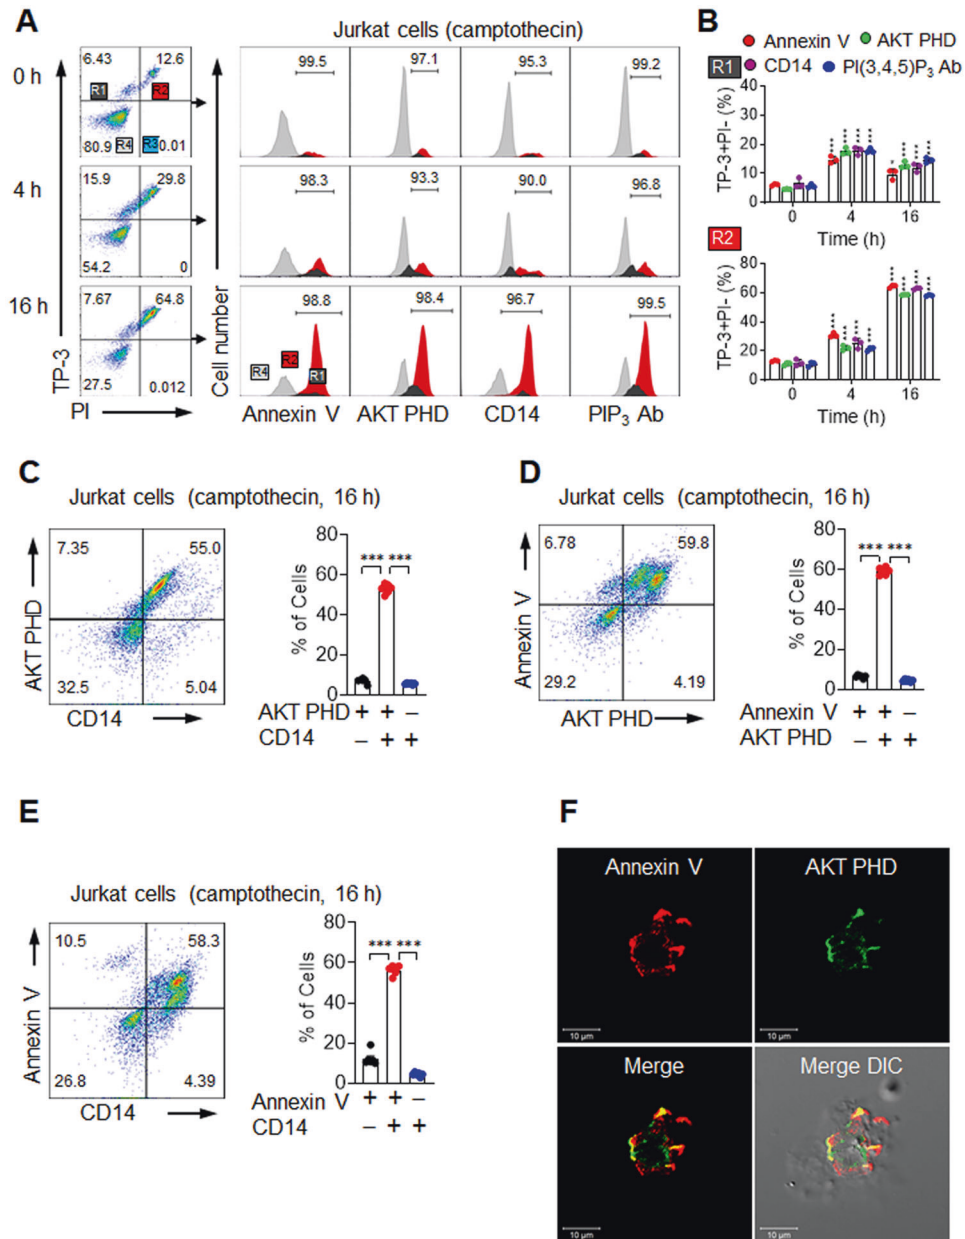 A
Jurkat cells (camptothecin)
0 h
6.43
12.6
R1
R2
80.9
R4
R3
0.01
99.5
97.1
95.3
99.2
4 h
15.9
29.8
54.2
0
98.3
93.3
90.0
96.8
16 h
7.67
64.8
27.5
0.012
98.8
98.4
96.7
99.5
R4
R2
R1
TP-3
PI
Cell number
Annexin V
AKT PHD
CD14
PIP3 Ab
B
Annexin V
AKT PHD
R1
CD14
PI(3,4,5)P3 Ab
TP-3+PI- (%)
40
30
20
10
0
0
4
16
Time (h)
R2
TP-3+PI- (%)
80
60
40
20
0
0
4
16
Time (h)
C
Jurkat cells (camptothecin, 16 h)
7.35
55.0
32.5
5.04
AKT PHD
CD14
% of Cells
80
60
40
20
0
*** ***
AKT PHD + + –
CD14 – + +
D
Jurkat cells (camptothecin, 16 h)
6.78
59.8
29.2
4.19
Annexin V
AKT PHD
% of Cells
80
60
40
20
0
*** ***
Annexin V + + –
AKT PHD – + +
E
Jurkat cells (camptothecin, 16 h)
10.5
58.3
26.8
4.39
Annexin V
CD14
% of Cells
80
60
40
20
0
*** ***
Annexin V + + –
CD14 – + +
F
Annexin V
AKT PHD
10 µm
10 µm
Merge
Merge DIC
10 µm
10 µm